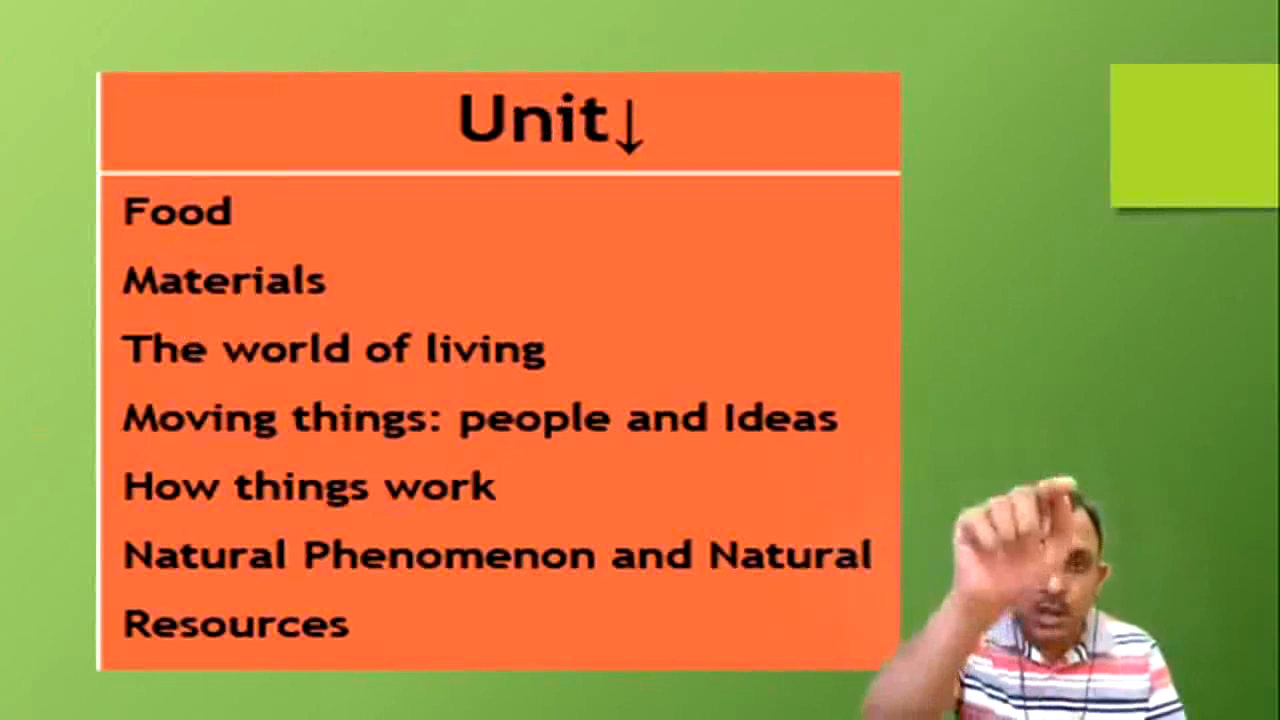 Unit↓
Food
Materials
The world of living
Moving things: people and Ideas
How things work
Natural Phenomenon and Natural
Resources